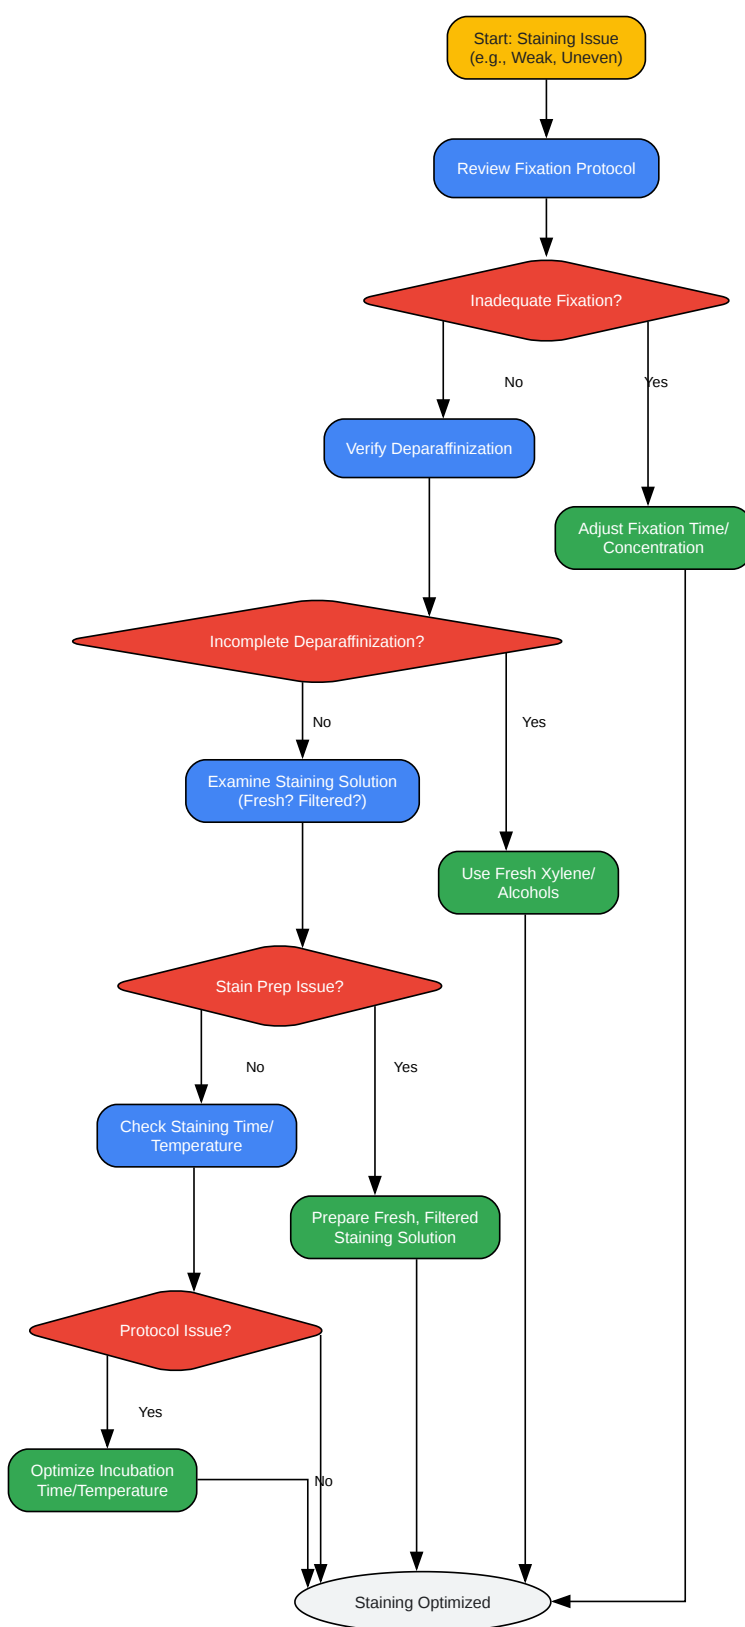 Start: Staining Issue
(e.g., Weak, Uneven)
Review Fixation Protocol
Inadequate Fixation?
No
Yes
Verify Deparaffinization
Adjust Fixation Time/
Concentration
Incomplete Deparaffinization?
No
Yes
Examine Staining Solution
(Fresh? Filtered?)
Use Fresh Xylene/
Alcohols
Stain Prep Issue?
No
Yes
Check Staining Time/
Temperature
Prepare Fresh, Filtered
Staining Solution
Protocol Issue?
Yes
Optimize Incubation
Time/Temperature
No
Staining Optimized